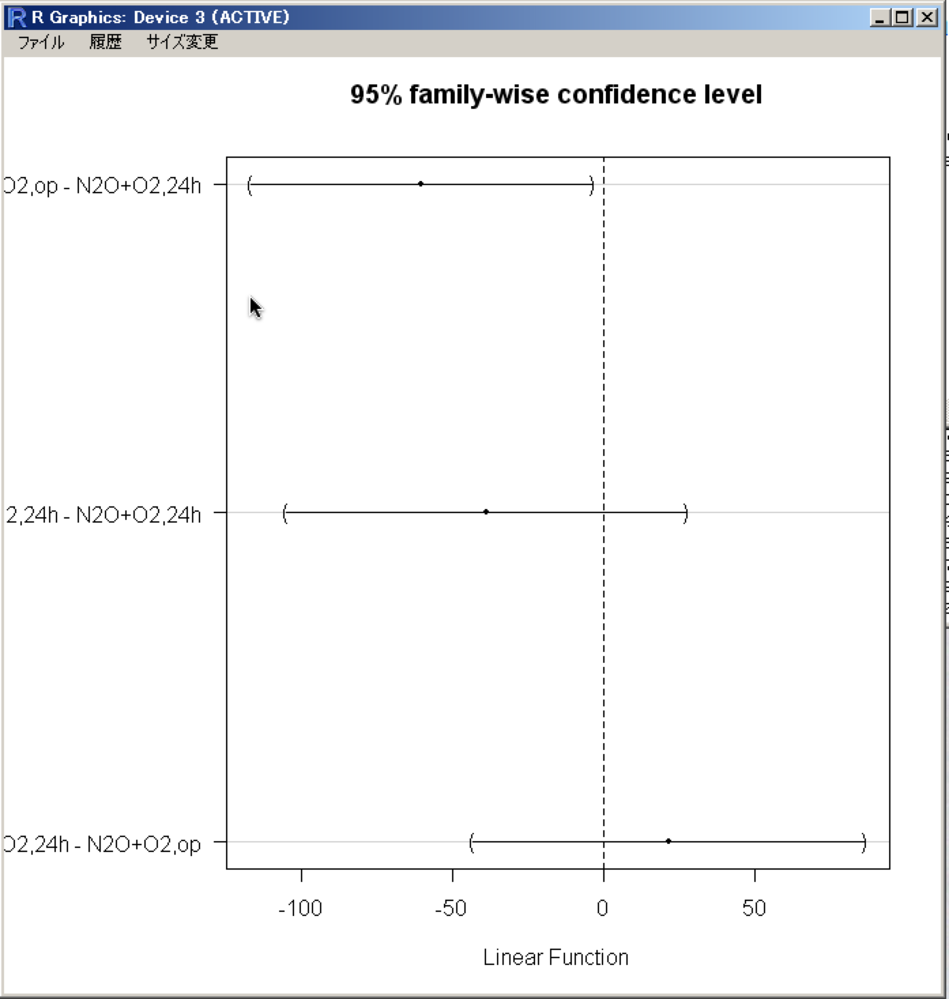 R Graphics: Device 3 (ACTIVE)
ファイル 履歴 サイズ変更
95% family-wise confidence level
O2,op - N2O+O2,24h
2,24h - N2O+O2,24h
O2,24h - N2O+O2,op
-100 -50 0 50
Linear Function